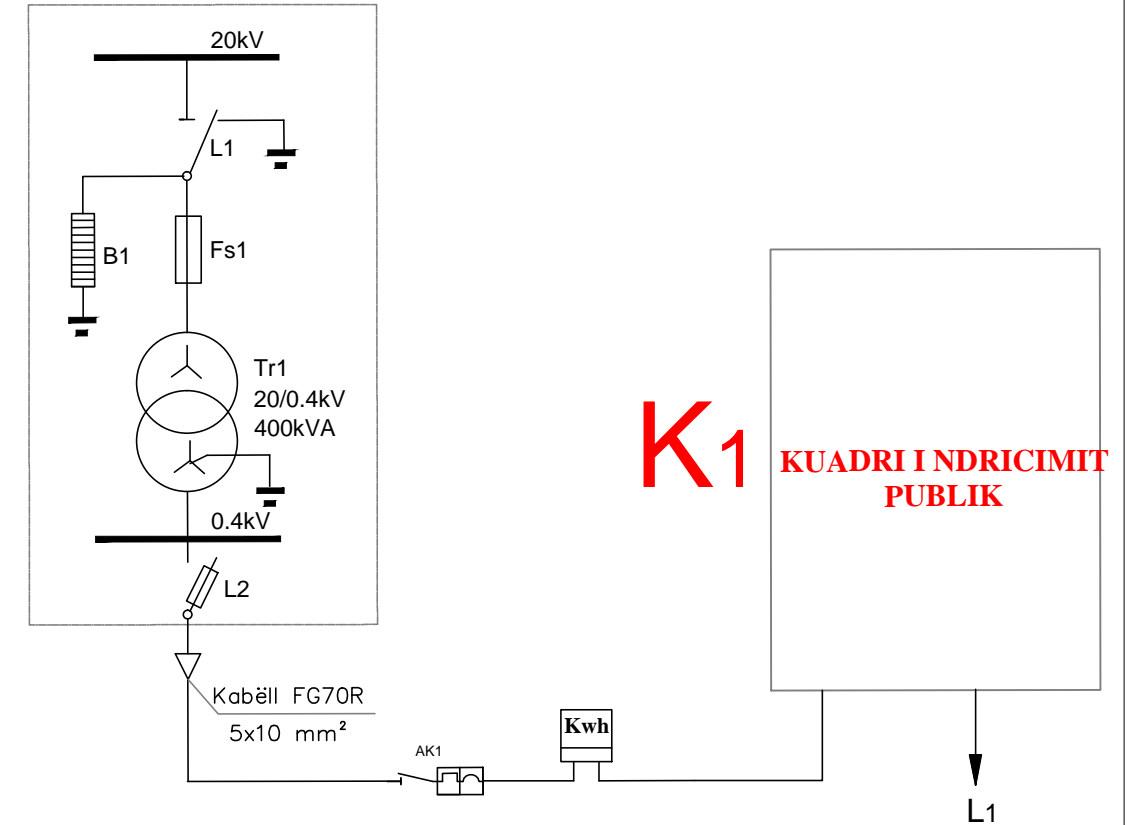 20kV
L1
B1
Fs1
Tr1
20/0.4kV
400kVA
0.4kV
L2
Kabëll FG70R
5x10 mm²
AK1
Kwh
K1
KUADRI I NDRICIMIT
PUBLIK
L1